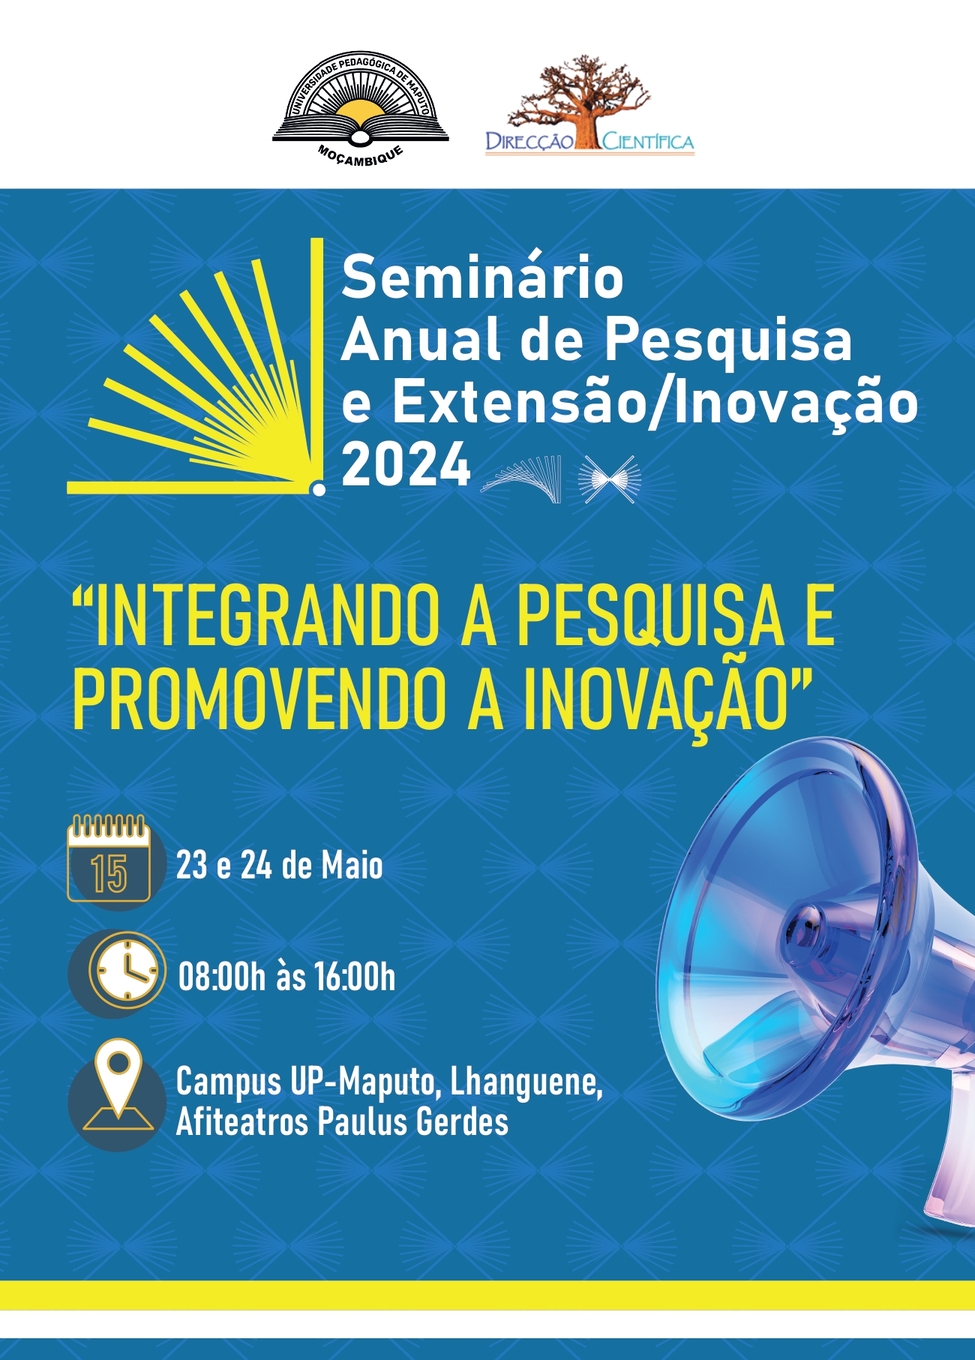 UNIVERSIDADE PEDAGÓGICA DE MAPUTO
MOÇAMBIQUE
DIRECÇÃO CIENTÍFICA
Seminário
Anual de Pesquisa
e Extensão/Inovação
2024
“INTEGRANDO A PESQUISA E
PROMOVENDO A INOVAÇÃO”
15
23 e 24 de Maio
08:00h às 16:00h
Campus UP-Maputo, Lhanguene,
Afiteatros Paulus Gerdes